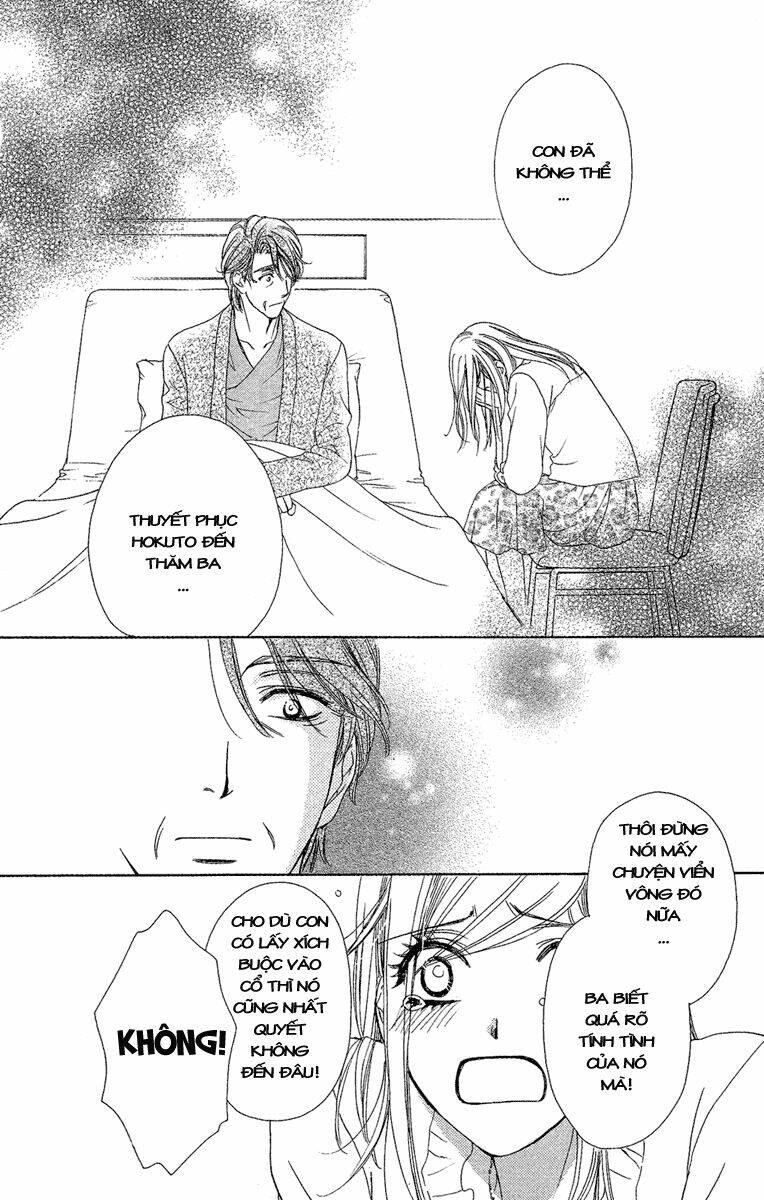 CON ĐÃ
KHÔNG THỂ
...
THUYẾT PHỤC
HOKUTO ĐẾN
THĂM BA
...
THÔI ĐỪNG
NÓI MẤY
CHUYỆN VIỂN
VÔNG ĐÓ
NỮA
...
BA BIẾT
QUÁ RÕ
TÍNH TÌNH
CỦA NÓ
MÀ!
CHO DÙ CON
CÓ LẤY XÍCH
BUỘC VÀO
CỔ THÌ NÓ
CŨNG NHẤT
QUYẾT
KHÔNG
ĐẾN ĐÂU!
KHÔNG!